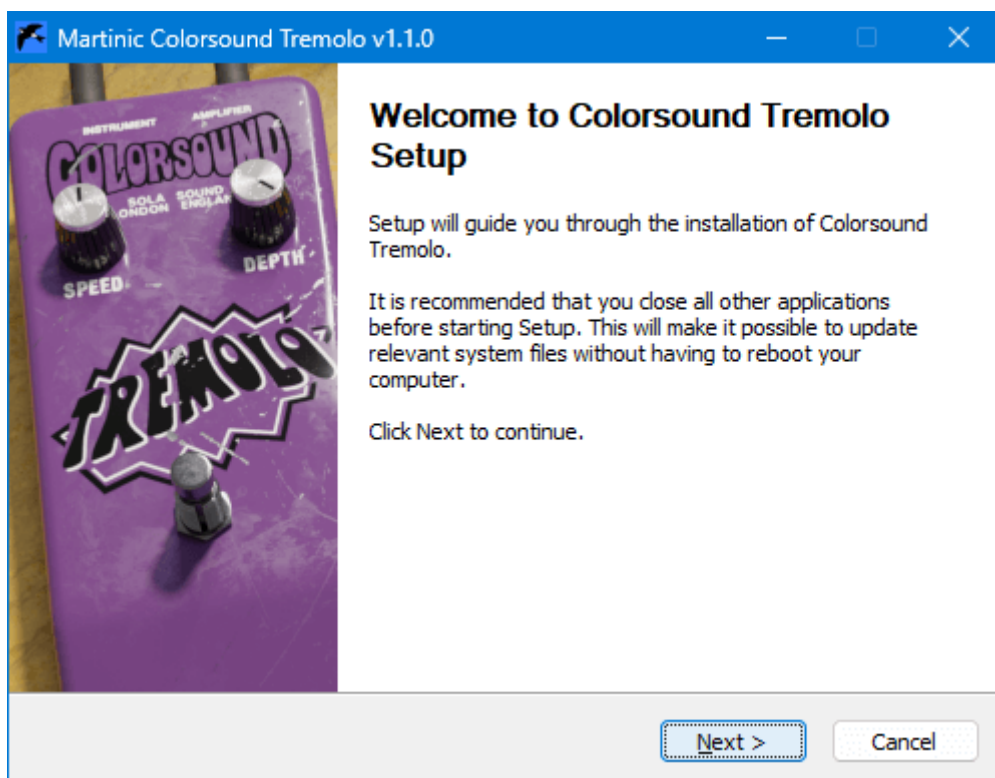 Martinic Colorsound Tremolo v1.1.0
INSTRUMENT AMPLIFIER
COLORSOUND
SOLA SOUND
LONDON ENGLAND
SPEED DEPTH
TREMOLO
Welcome to Colorsound Tremolo
Setup
Setup will guide you through the installation of Colorsound
Tremolo.
It is recommended that you close all other applications
before starting Setup. This will make it possible to update
relevant system files without having to reboot your
computer.
Click Next to continue.
Next >
Cancel